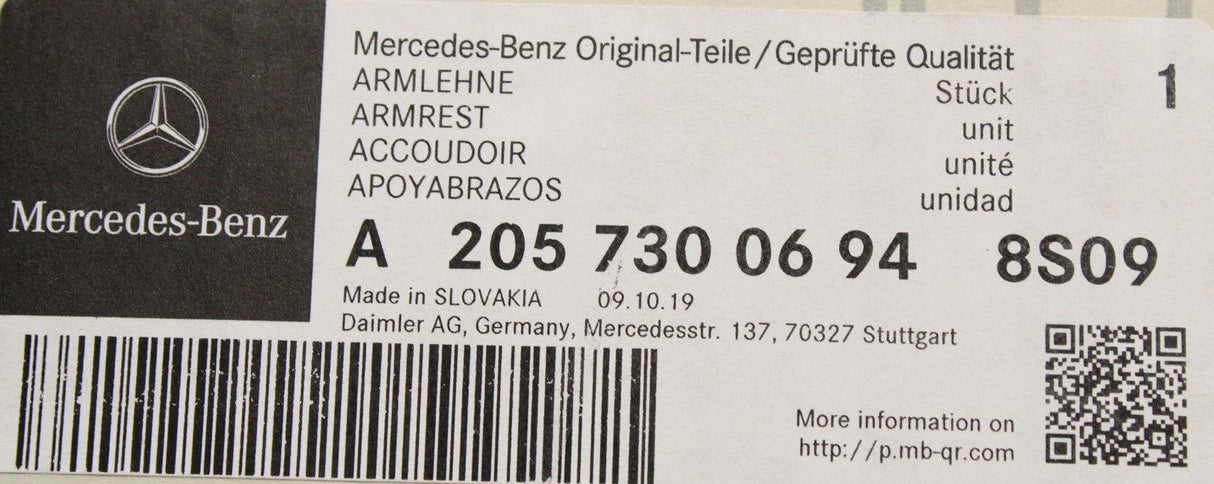 Mercedes-Benz
Mercedes-Benz Original-Teile/Geprüfte Qualität
ARMLEHNE Stück 1
ARMREST unit
ACCOUDOIR unité
APOYABRAZOS unidad
A 205 730 06 94 8S09
Made in SLOVAKIA 09.10.19
Daimler AG, Germany, Mercedesstr. 137, 70327 Stuttgart
More information on
http://p.mb-qr.com